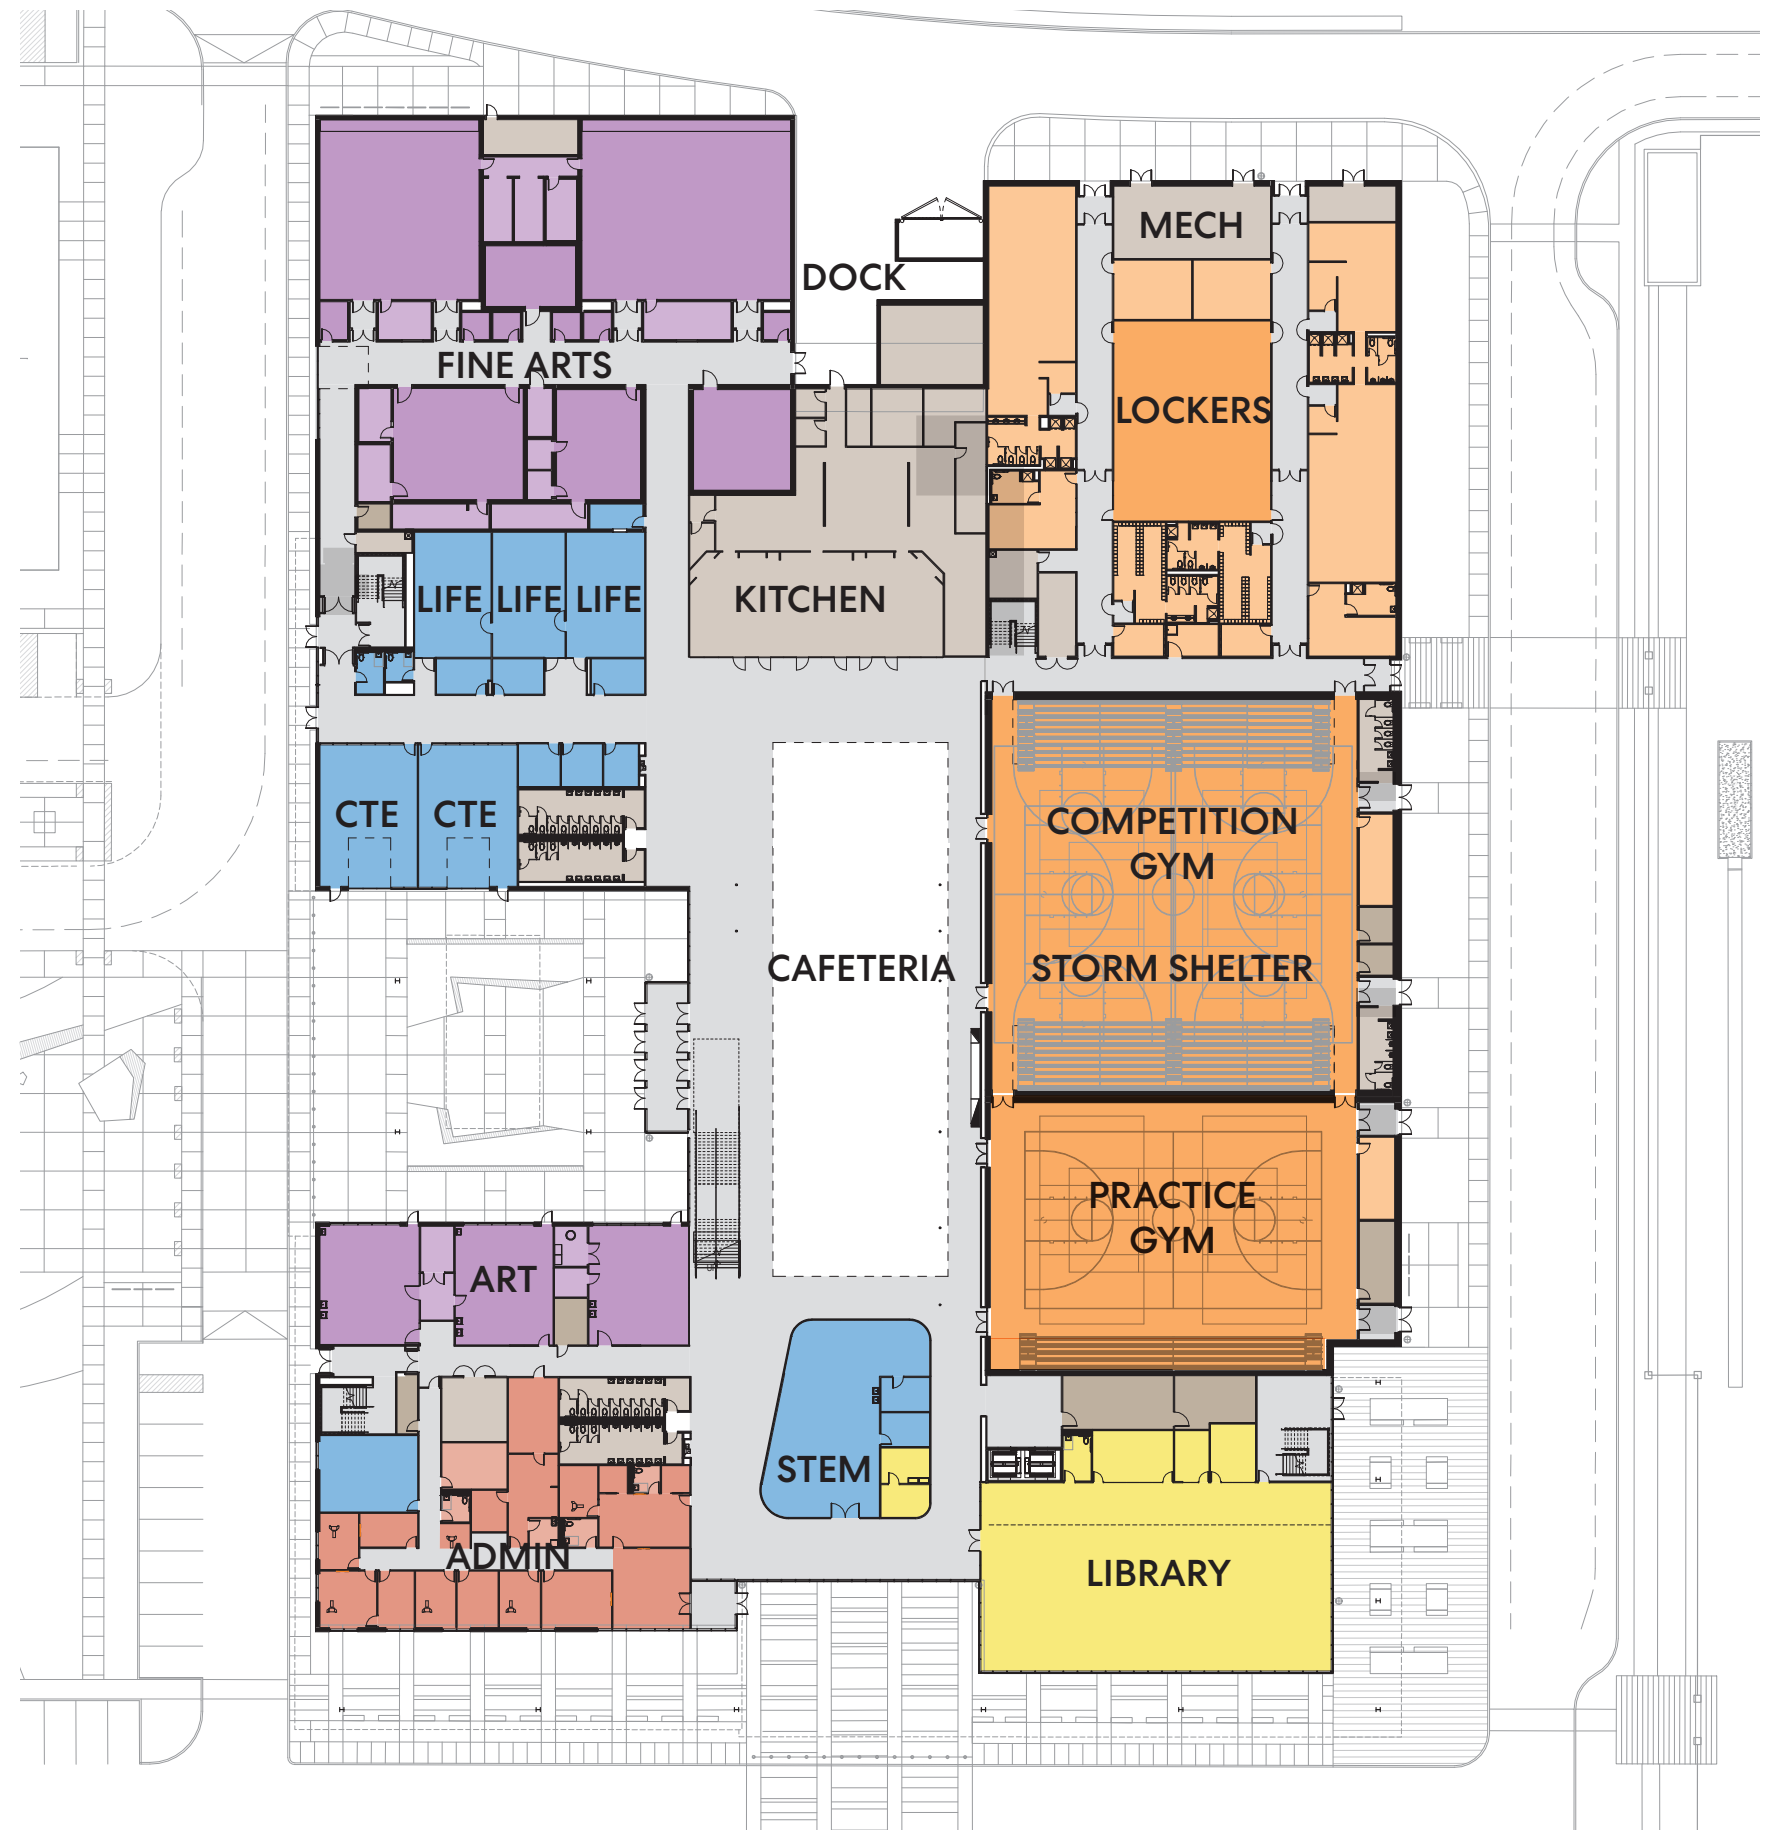 MECH
DOCK
FINE ARTS
LOCKERS
LIFE
LIFE
LIFE
KITCHEN
CTE
CTE
COMPETITION
GYM
CAFETERIA
STORM SHELTER
PRACTICE
GYM
ART
STEM
ADMIN
LIBRARY